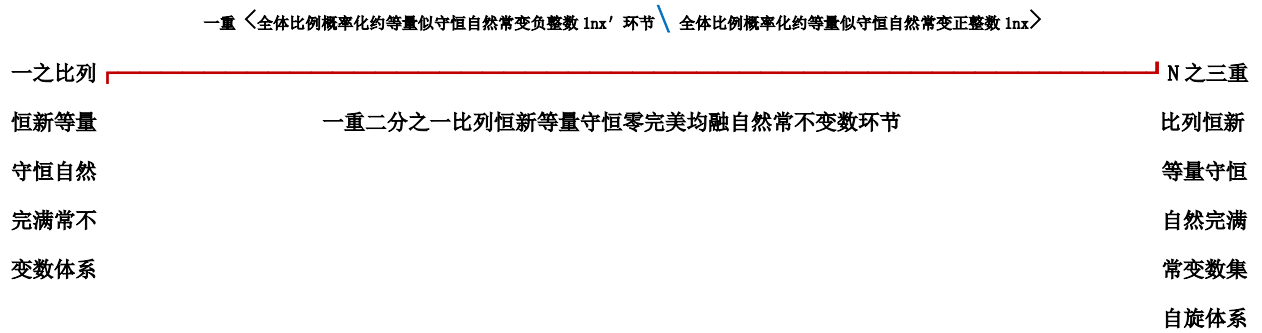 一重〈全体比例概率化约等量似守恒自然常变负整数 lnx′环节\ 全体比例概率化约等量似守恒自然常变正整数 lnx〉
一之比列
恒新等量
守恒自然
完满常不
变数体系
一重二分之一比列恒新等量守恒零完美均融自然常不变数环节
N 之三重
比列恒新
等量守恒
自然完满
常变数集
自旋体系